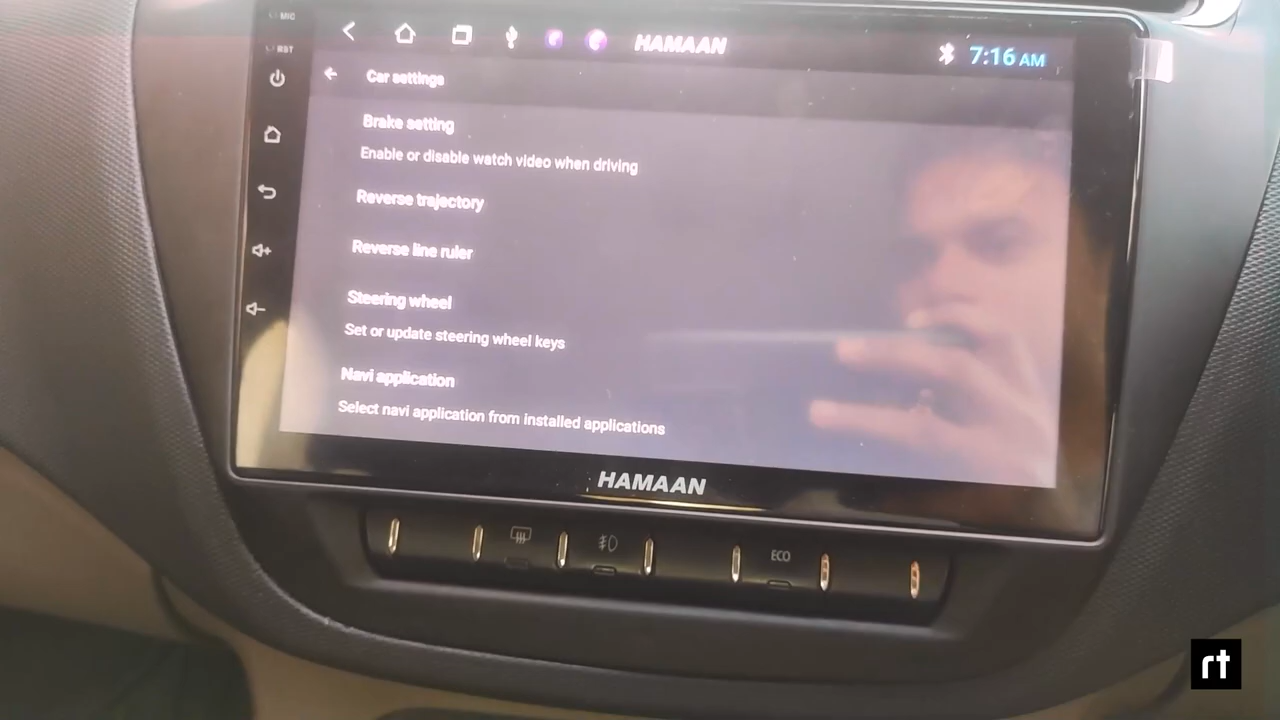 MIC
RST
HAMAAN
7:16 AM
Car settings
Brake setting
Enable or disable watch video when driving
Reverse trajectory
Reverse line ruler
Steering wheel
Set or update steering wheel keys
Navi application
Select navi application from installed applications
HAMAAN
ECO
rt